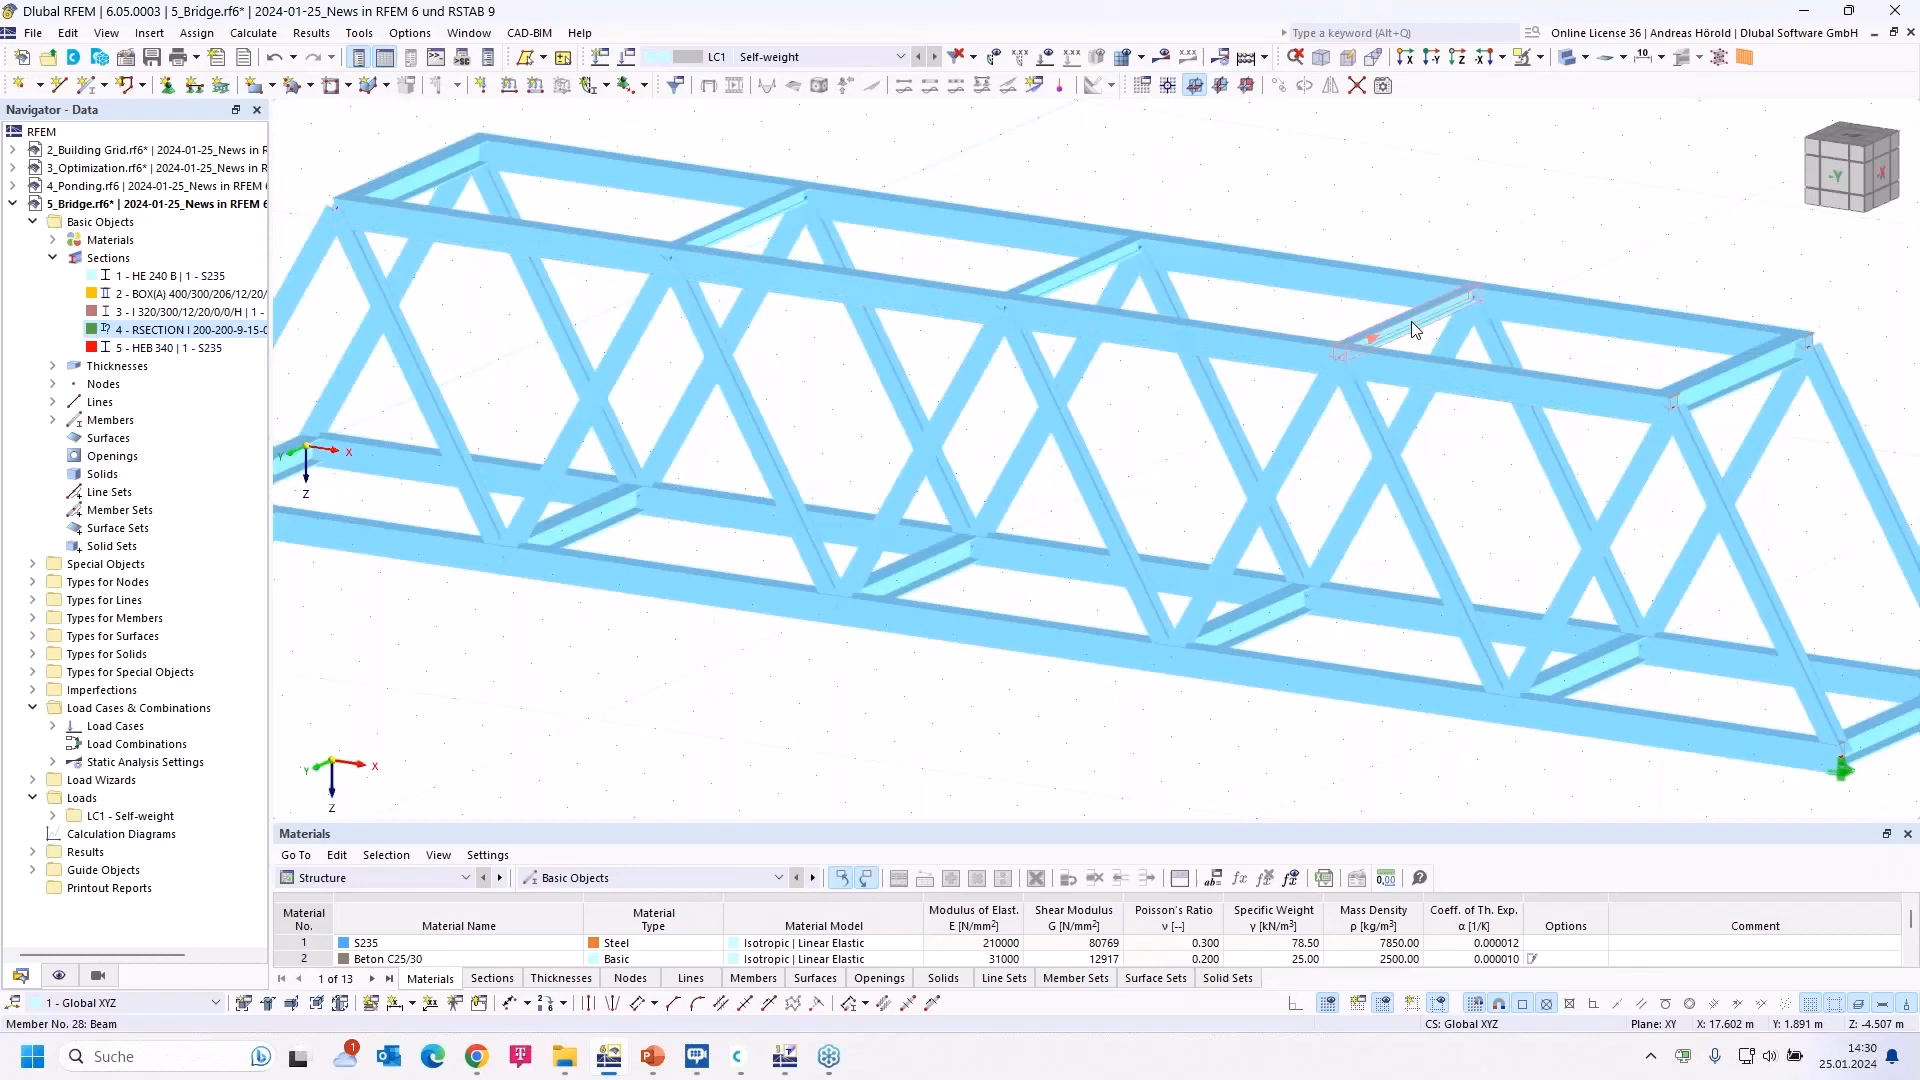 Dlubal RFEM | 6.05.0003 | 5_Bridge.rf6* | 2024-01-25_News in RFEM 6 und RSTAB 9
File Edit View Insert Assign Calculate Results Tools Options Window CAD-BIM Help
Type a keyword (Alt+Q)
Online License 36 | Andreas Hörold | Dlubal Software GmbH
LC1 Self-weight
Navigator - Data
RFEM
2_Building Grid.rf6* | 2024-01-25_News in R
3_Optimization.rf6* | 2024-01-25_News in R
4_Ponding.rf6 | 2024-01-25_News in RFEM 6
5_Bridge.rf6* | 2024-01-25_News in RFEM 6
Basic Objects
Materials
Sections
1 - HE 240 B | 1 - S235
2 - BOX(A) 400/300/206/12/20/
3 - I 320/300/12/20/0/0/H | 1 -
4 - RSECTION I 200-200-9-15-0
5 - HEB 340 | 1 - S235
Thicknesses
Nodes
Lines
Members
Surfaces
Openings
Solids
Line Sets
Member Sets
Surface Sets
Solid Sets
Special Objects
Types for Nodes
Types for Lines
Types for Members
Types for Surfaces
Types for Solids
Types for Special Objects
Imperfections
Load Cases & Combinations
Load Cases
Load Combinations
Static Analysis Settings
Load Wizards
Loads
LC1 - Self-weight
Calculation Diagrams
Results
Guide Objects
Printout Reports
-Y -X
Y X
Z
Y X
Z
Materials
Go To Edit Selection View Settings
Structure Basic Objects
Material No. Material Name Material Type Material Model Modulus of Elast. E [N/mm²] Shear Modulus G [N/mm²] Poisson's Ratio ν [--] Specific Weight γ [kN/m³] Mass Density ρ [kg/m³] Coeff. of Th. Exp. α [1/K] Options Comment
1 S235 Steel Isotropic | Linear Elastic 210000 80769 0.300 78.50 7850.00 0.000012
2 Beton C25/30 Basic Isotropic | Linear Elastic 31000 12917 0.200 25.00 2500.00 0.000010
1 of 13 Materials Sections Thicknesses Nodes Lines Members Surfaces Openings Solids Line Sets Member Sets Surface Sets Solid Sets
1 - Global XYZ
Member No. 28: Beam
CS: Global XYZ Plane: XY X: 17.602 m Y: 1.891 m Z: -4.507 m
Suche
1
14:30
25.01.2024